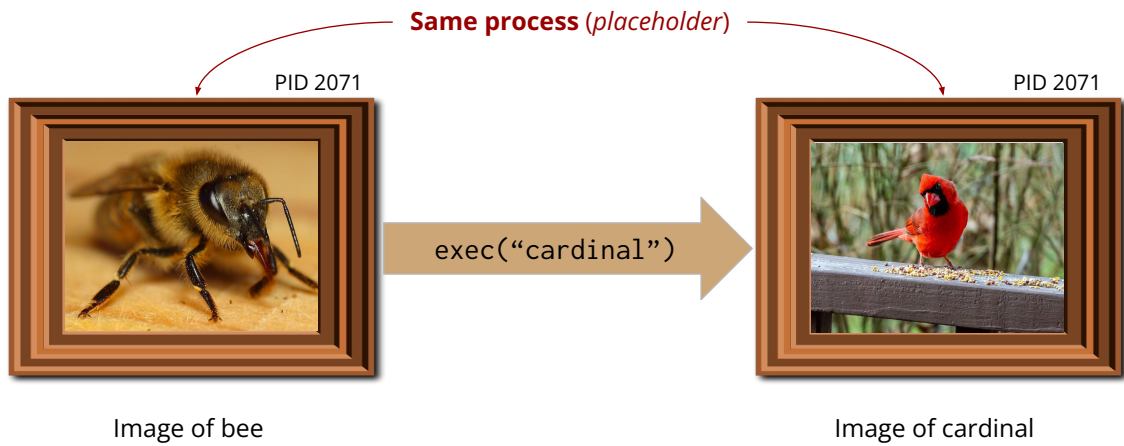 Same process (placeholder)
PID 2071
PID 2071
exec(“cardinal”)
Image of bee
Image of cardinal